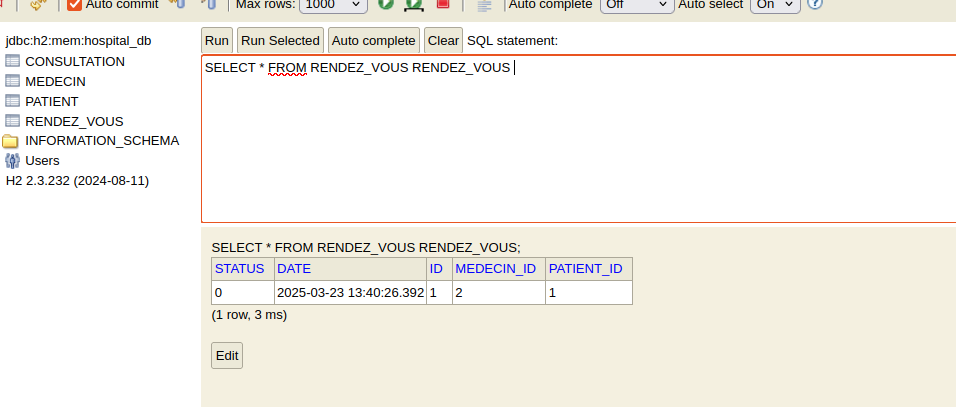 Auto commit Max rows: 1000 Auto complete Off Auto select On ?
jdbc:h2:mem:hospital_db
CONSULTATION
MEDECIN
PATIENT
RENDEZ_VOUS
INFORMATION_SCHEMA
Users
H2 2.3.232 (2024-08-11)
Run Run Selected Auto complete Clear SQL statement:
SELECT * FROM RENDEZ_VOUS RENDEZ_VOUS
SELECT * FROM RENDEZ_VOUS RENDEZ_VOUS;
STATUS DATE ID MEDECIN_ID PATIENT_ID
0 2025-03-23 13:40:26.392 1 2 1
(1 row, 3 ms)
Edit